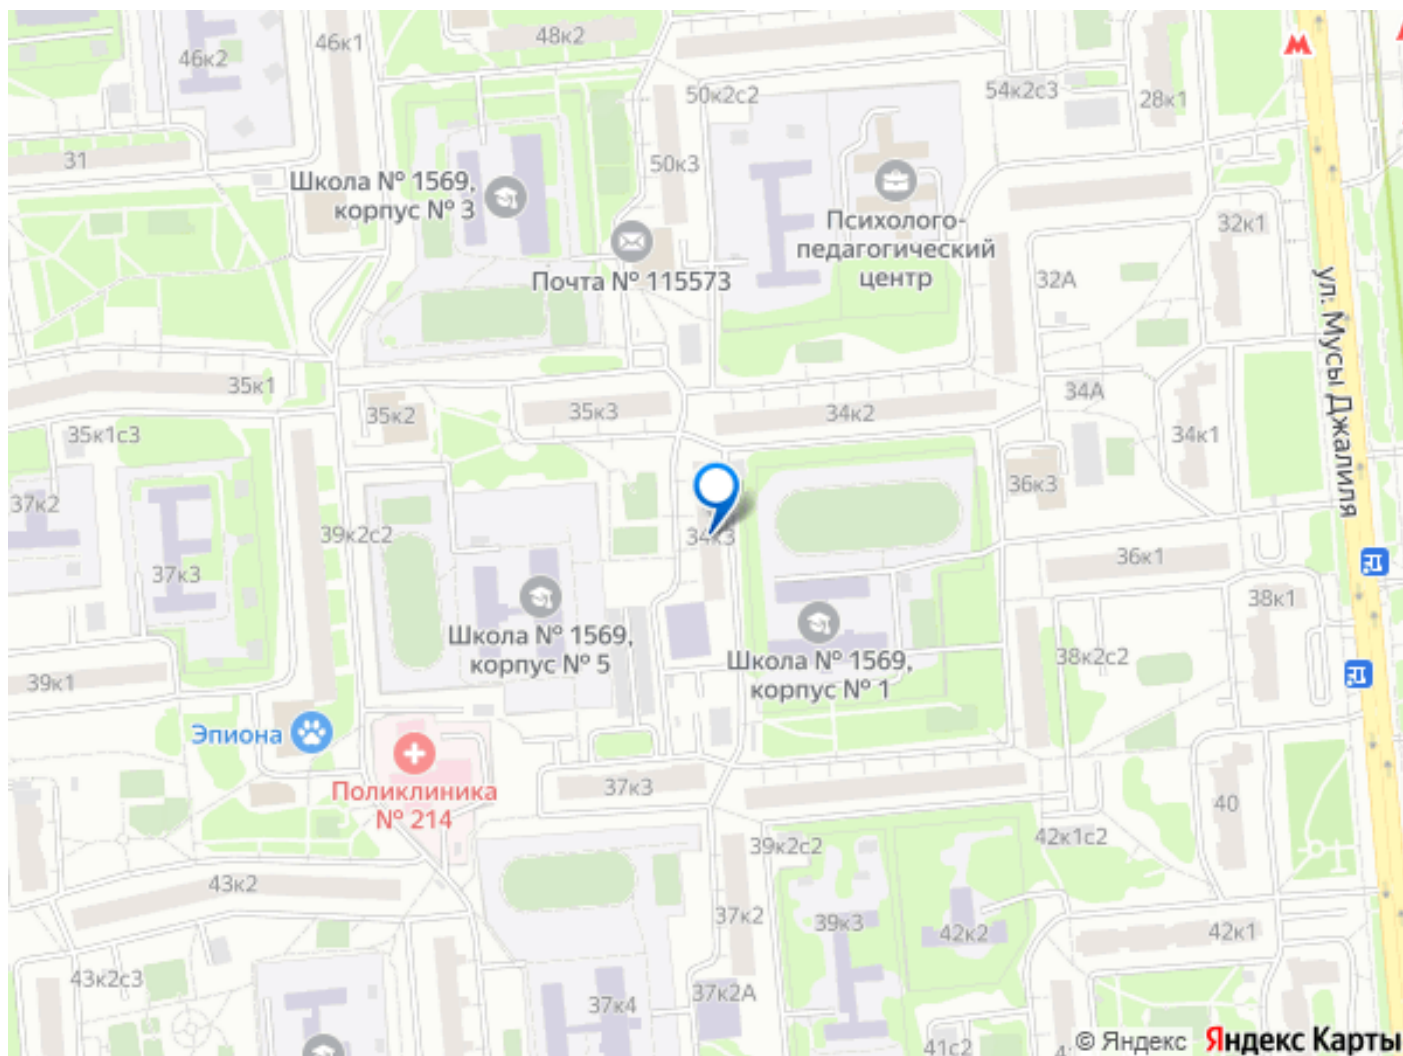 46к2
46к1
48к2
50к2с2
54к2с3
28к1
31
50к3
Школа № 1569,
корпус № 3
Психолого-
педагогический
центр
32к1
Почта № 115573
32А
ул. Мусы Джалиля
35к1
35к2
35к3
34к2
34А
34к1
35к1с3
37к2
39к2с2
34к3
36к3
36к1
37к3
38к1
Школа № 1569,
корпус № 5
Школа № 1569,
корпус № 1
38к2с2
39к1
Эпиона
Поликлиника
№ 214
37к3
40
39к2с2
42к1с2
43к2
37к2
39к3
42к2
42к1
43к2с3
37к4
37к2А
41с2
© Яндекс Яндекс Карты